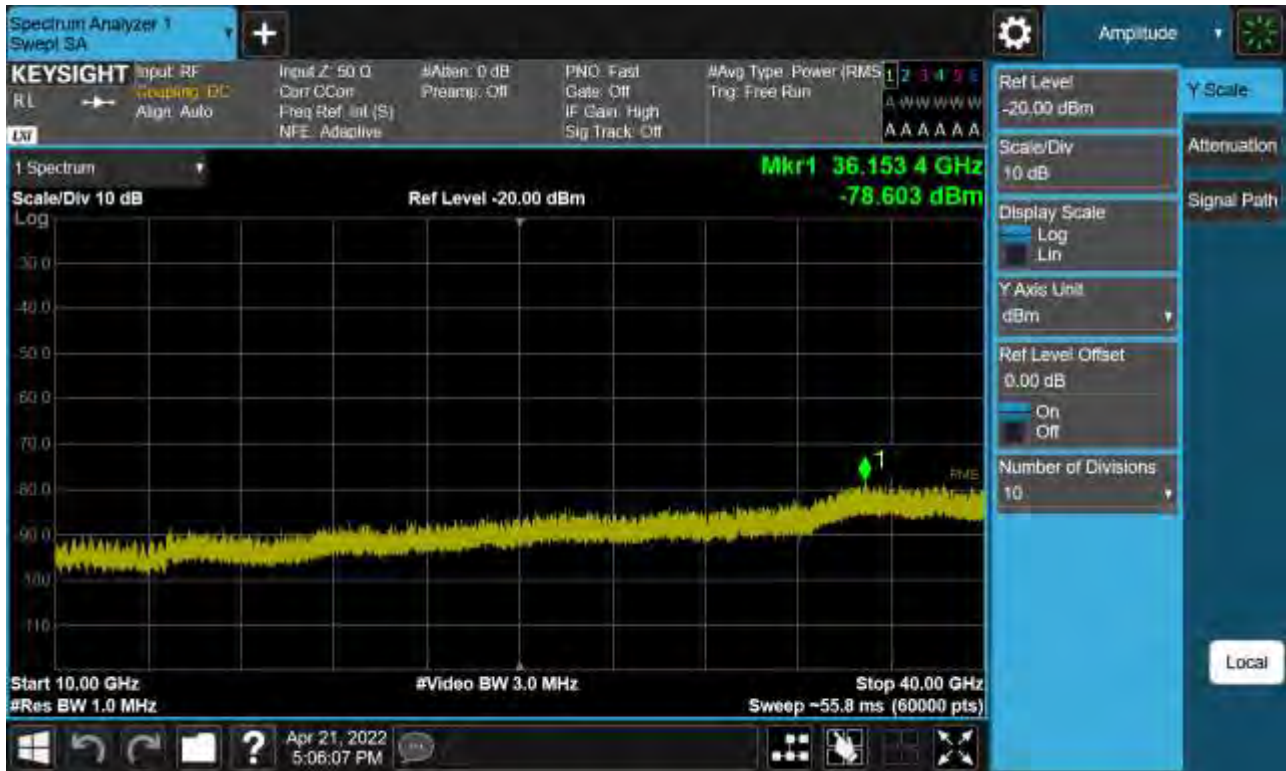 Spectrum Analyzer 1
Swept SA
Amplitude
KEYSIGHT
RL
EXT
Input: RF
Coupling: DC
Align: Auto
Input Z: 50 Ω
Corr CCorr
Freq Ref: Int (S)
NFE: Adaptive
#Atten: 0 dB
Preamp: Off
PNO: Fast
Gate: Off
IF Gain: High
Sig Track: Off
#Avg Type: Power (RMS
Trig: Free Run
1 2 3 4 5 6
A W W W W W
A A A A A A
1 Spectrum
Scale/Div 10 dB
Log
Ref Level -20.00 dBm
Mkr1 36.153 4 GHz
-78.603 dBm
-30.0
-40.0
-50.0
-60.0
-70.0
-80.0
-90.0
-100
-110
1
RMS
Start 10.00 GHz
#Res BW 1.0 MHz
#Video BW 3.0 MHz
Stop 40.00 GHz
Sweep ~55.8 ms (60000 pts)
Ref Level
-20.00 dBm
Scale/Div
10 dB
Display Scale
Log
Lin
Y Axis Unit
dBm
Ref Level Offset
0.00 dB
On
Off
Number of Divisions
10
Y Scale
Attenuation
Signal Path
Local
?
Apr 21, 2022
5:06:07 PM